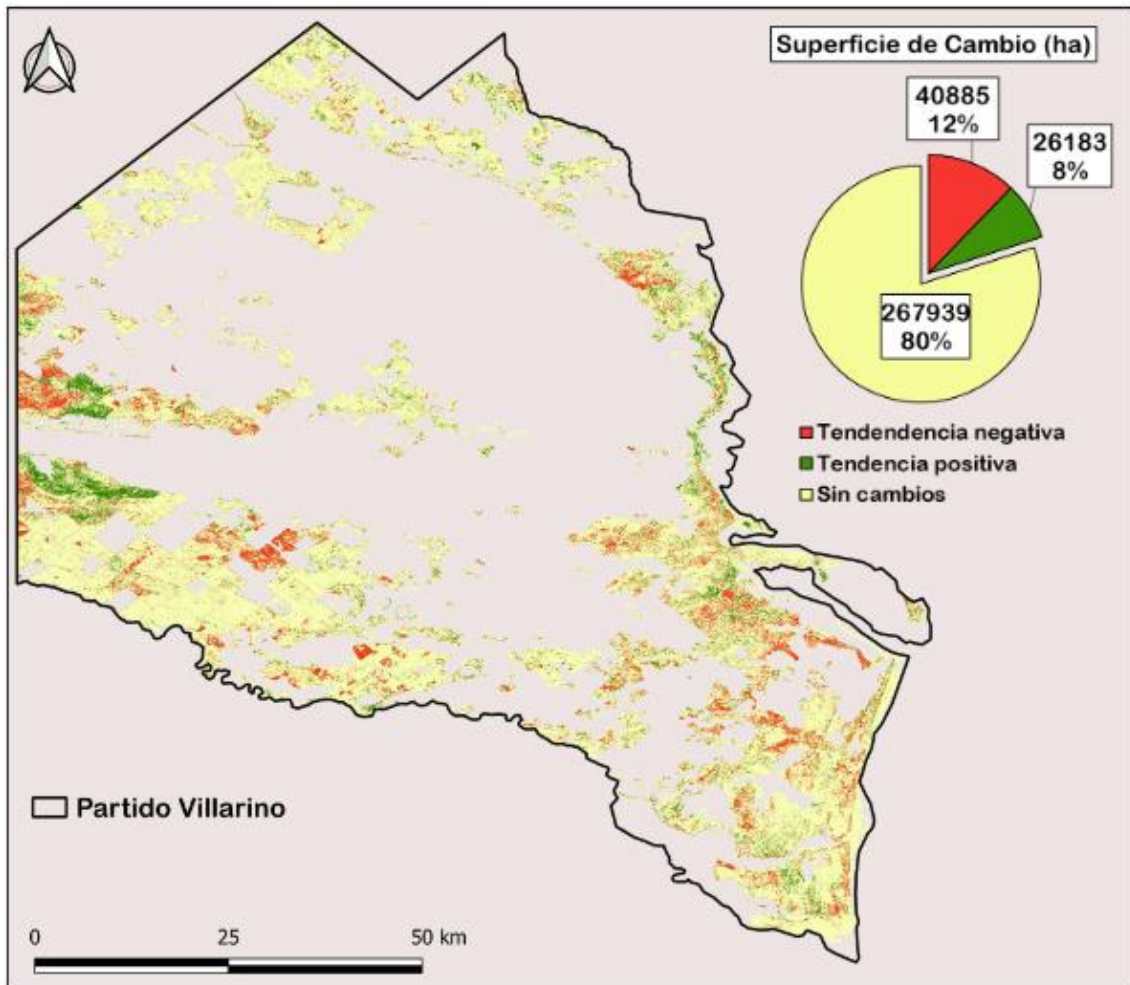 Superficie de Cambio (ha)
40885
12%
26183
8%
267939
80%
Tendendencia negativa
Tendencia positiva
Sin cambios
Partido Villarino
0 25 50 km